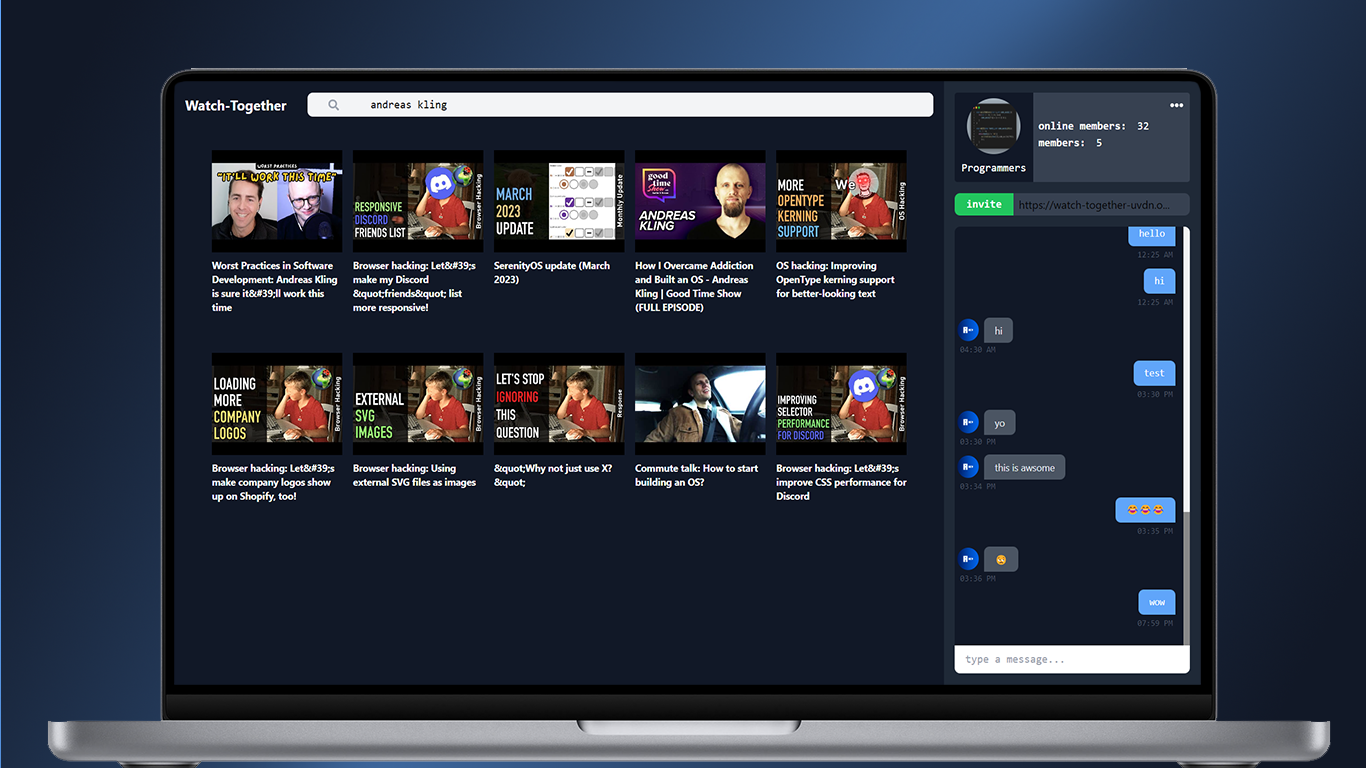 Watch-Together
andreas kling
WORST PRACTICES
"IT'LL WORK THIS TIME"
Worst Practices in Software
Development: Andreas Kling
is sure it&#39;ll work this
time
RESPONSIVE
DISCORD
FRIENDS LIST
Browser Hacking
Browser hacking: Let&#39;s
make my Discord
&quot;friends&quot; list
more responsive!
MARCH
2023
UPDATE
Monthly Update
SerenityOS update (March
2023)
good
time
Show
ANDREAS
KLING
How I Overcame Addiction
and Built an OS - Andreas
Kling | Good Time Show
(FULL EPISODE)
MORE
OPENTYPE
KERNING
SUPPORT
We
OS Hacking
OS hacking: Improving
OpenType kerning support
for better-looking text
LOADING
MORE
COMPANY
LOGOS
Browser Hacking
Browser hacking: Let&#39;s
make company logos show
up on Shopify, too!
EXTERNAL
SVG
IMAGES
Browser Hacking
Browser hacking: Using
external SVG files as images
LET'S STOP
IGNORING
THIS
QUESTION
Response
&quot;Why not just use X?
&quot;
Commute talk: How to start
building an OS?
IMPROVING
SELECTOR
PERFORMANCE
FOR DISCORD
Browser Hacking
Browser hacking: Let&#39;s
improve CSS performance for
Discord
Programmers
online members: 32
members: 5
invite
https://watch-together-uvdn.o...
hello
12:25 AM
hi
12:25 AM
hi
04:30 AM
test
03:30 PM
yo
03:30 PM
this is awsome
03:34 PM
03:35 PM
03:36 PM
wow
07:59 PM
type a message...